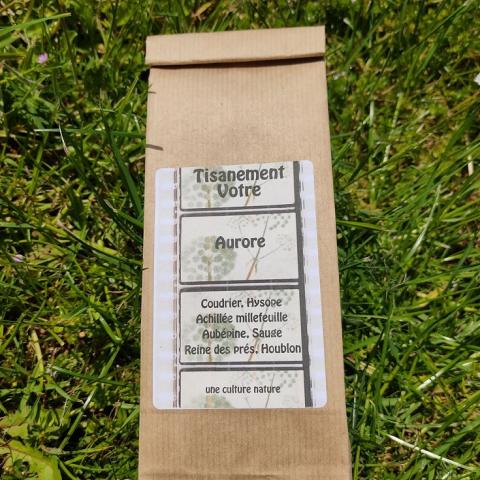 Tisanement
Votre
Aurore
Coudrier, Hysope
Achillée millefeuille
Aubépine, Sauge
Reine des prés, Houblon
une culture nature